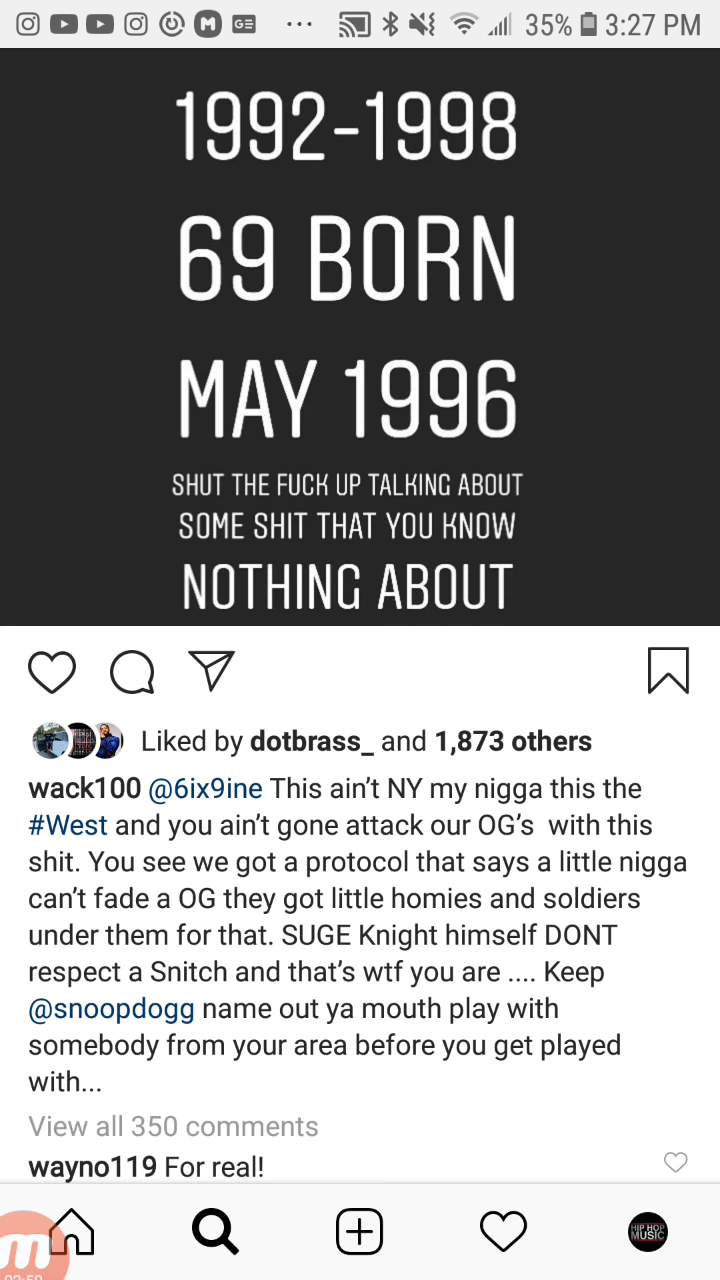 GE
... 35% 3:27 PM
1992-1998
69 BORN
MAY 1996
SHUT THE FUCK UP TALKING ABOUT
SOME SHIT THAT YOU KNOW
NOTHING ABOUT
Liked by dotbrass_ and 1,873 others
wack100 @6ix9ine This ain't NY my nigga this the
#West and you ain't gone attack our OG's  with this
shit. You see we got a protocol that says a little nigga
can't fade a OG they got little homies and soldiers
under them for that. SUGE Knight himself DONT
respect a Snitch and that's wtf you are .... Keep
@snoopdogg name out ya mouth play with
somebody from your area before you get played
with...
View all 350 comments
wayno119 For real!
HIP HOP
MUSIC
m
02:59